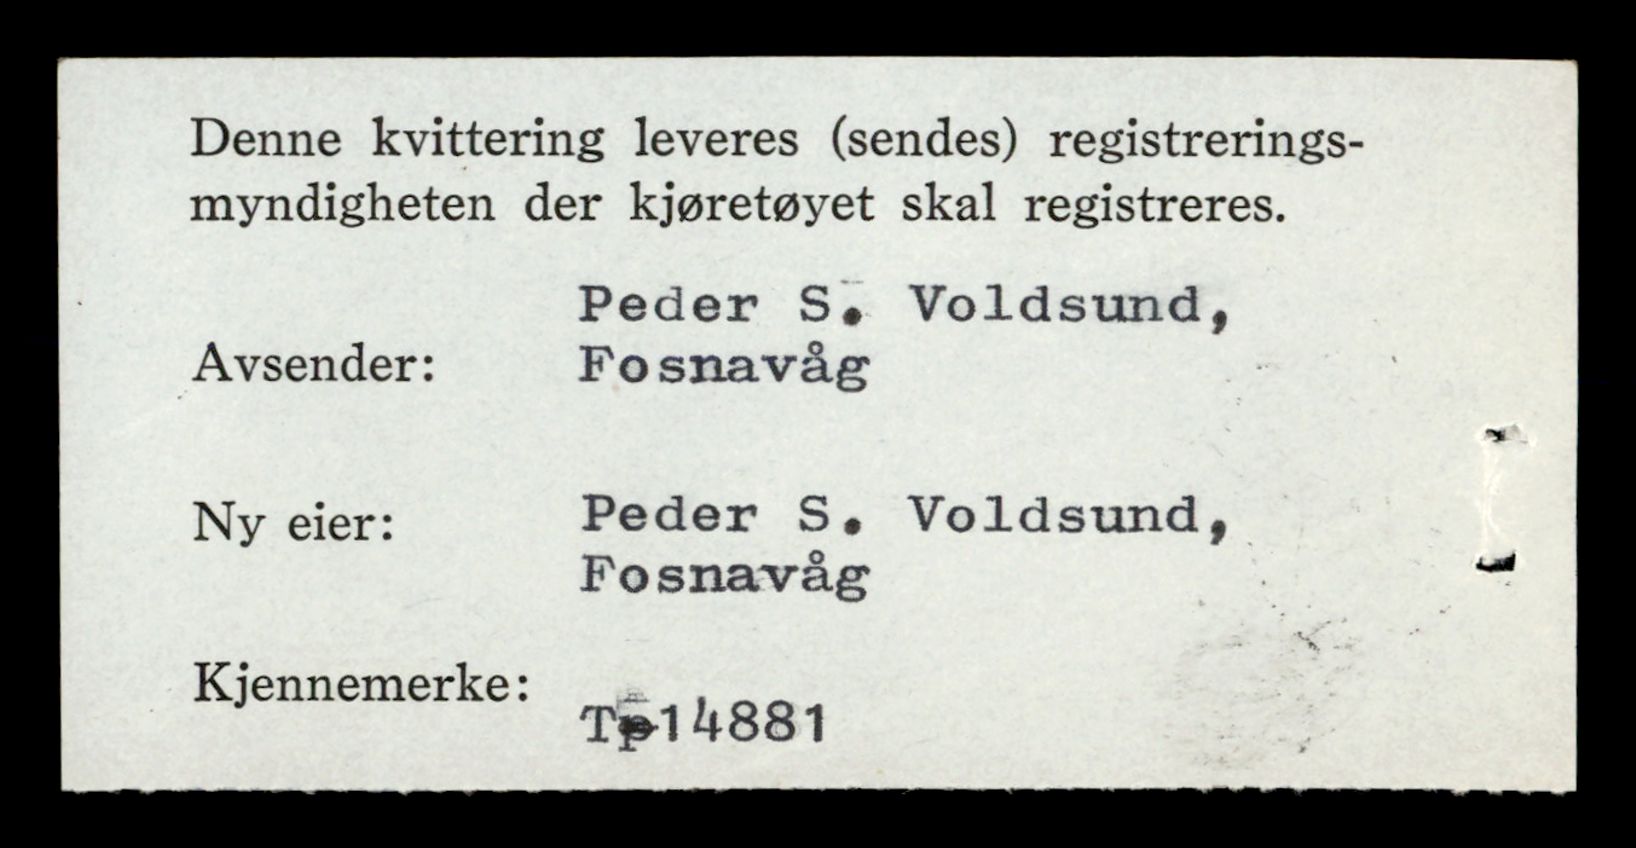 Denne kvittering leveres (sendes) registrerings-
myndigheten der kjøretøyet skal registreres.
Peder S. Voldsund,
Avsender: Fosnavåg
Ny eier: Peder S. Voldsund,
Fosnavåg
Kjennemerke:
T-14881